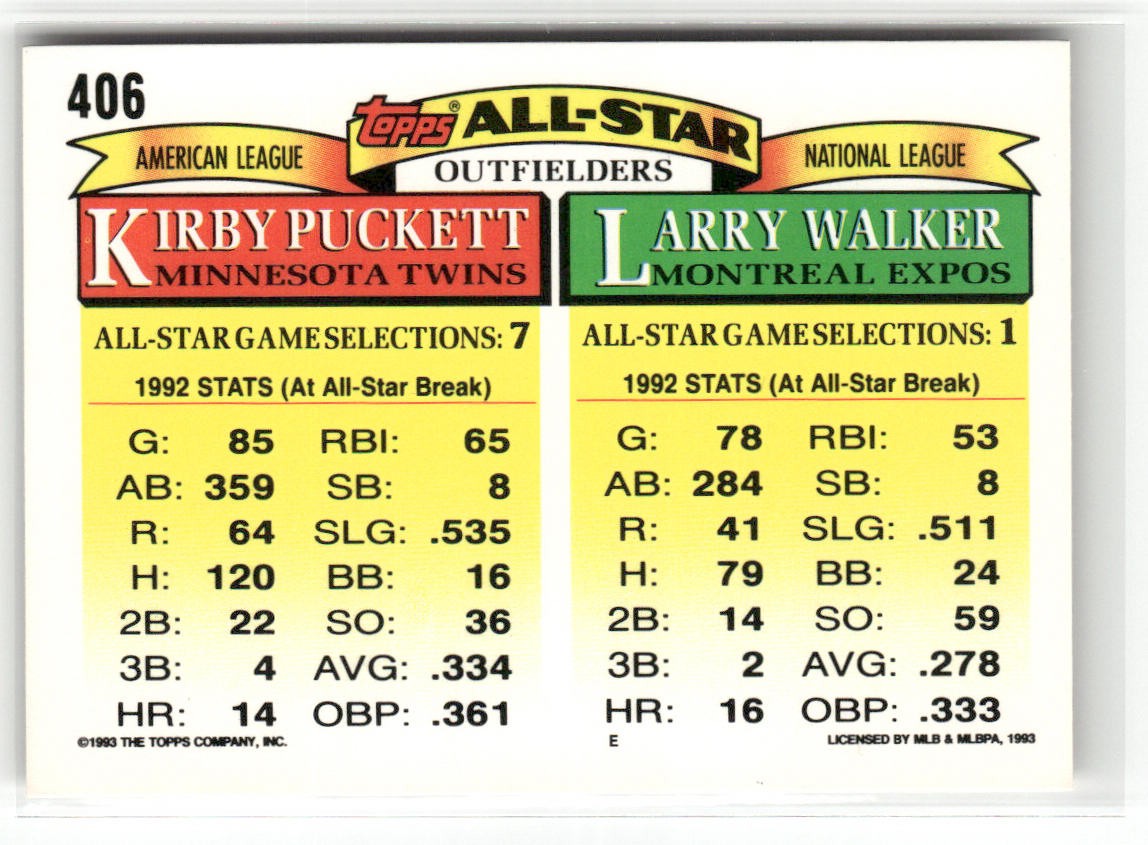 406
Topps® ALL-STAR
AMERICAN LEAGUE
OUTFIELDERS
NATIONAL LEAGUE
KIRBY PUCKETT
MINNESOTA TWINS
ALL-STAR GAME SELECTIONS: 7
1992 STATS (At All-Star Break)
G: 85 RBI: 65
AB: 359 SB: 8
R: 64 SLG: .535
H: 120 BB: 16
2B: 22 SO: 36
3B: 4 AVG: .334
HR: 14 OBP: .361
LARRY WALKER
MONTREAL EXPOS
ALL-STAR GAME SELECTIONS: 1
1992 STATS (At All-Star Break)
G: 78 RBI: 53
AB: 284 SB: 8
R: 41 SLG: .511
H: 79 BB: 24
2B: 14 SO: 59
3B: 2 AVG: .278
HR: 16 OBP: .333
©1993 THE TOPPS COMPANY, INC.
E
LICENSED BY MLB & MLBPA, 1993